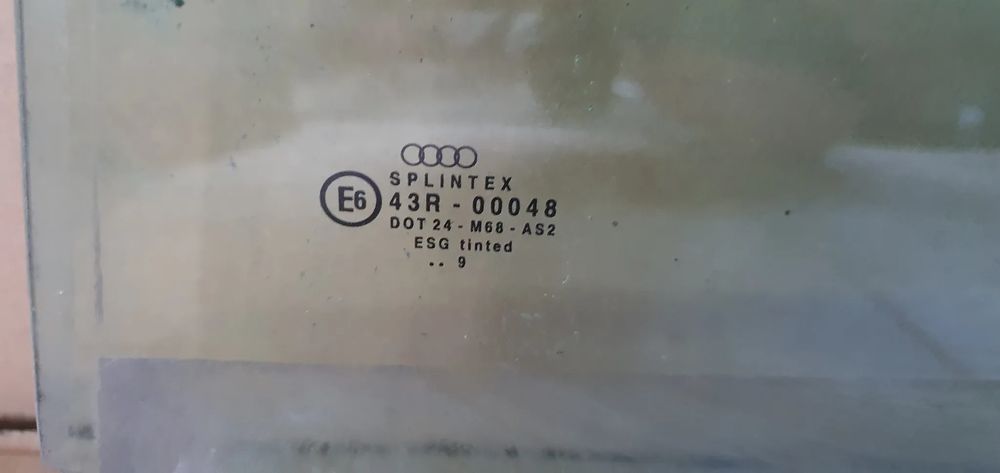 SPLINTEX
E6 43R - 00048
DOT 24 - M68 - AS2
ESG tinted
.. 9